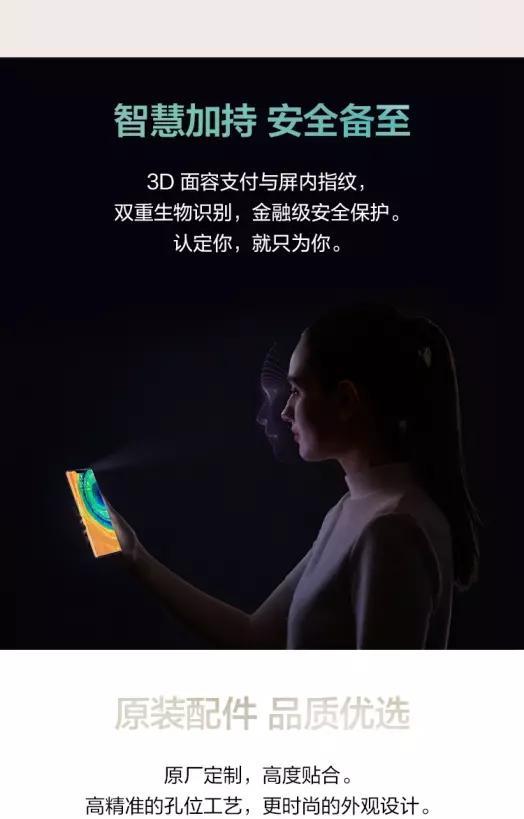 智慧加持 安全备至
3D 面容支付与屏内指纹，
双重生物识别，金融级安全保护。
认定你，就只为你。
原装配件 品质优选
原厂定制，高度贴合。
高精准的孔位工艺，更时尚的外观设计。